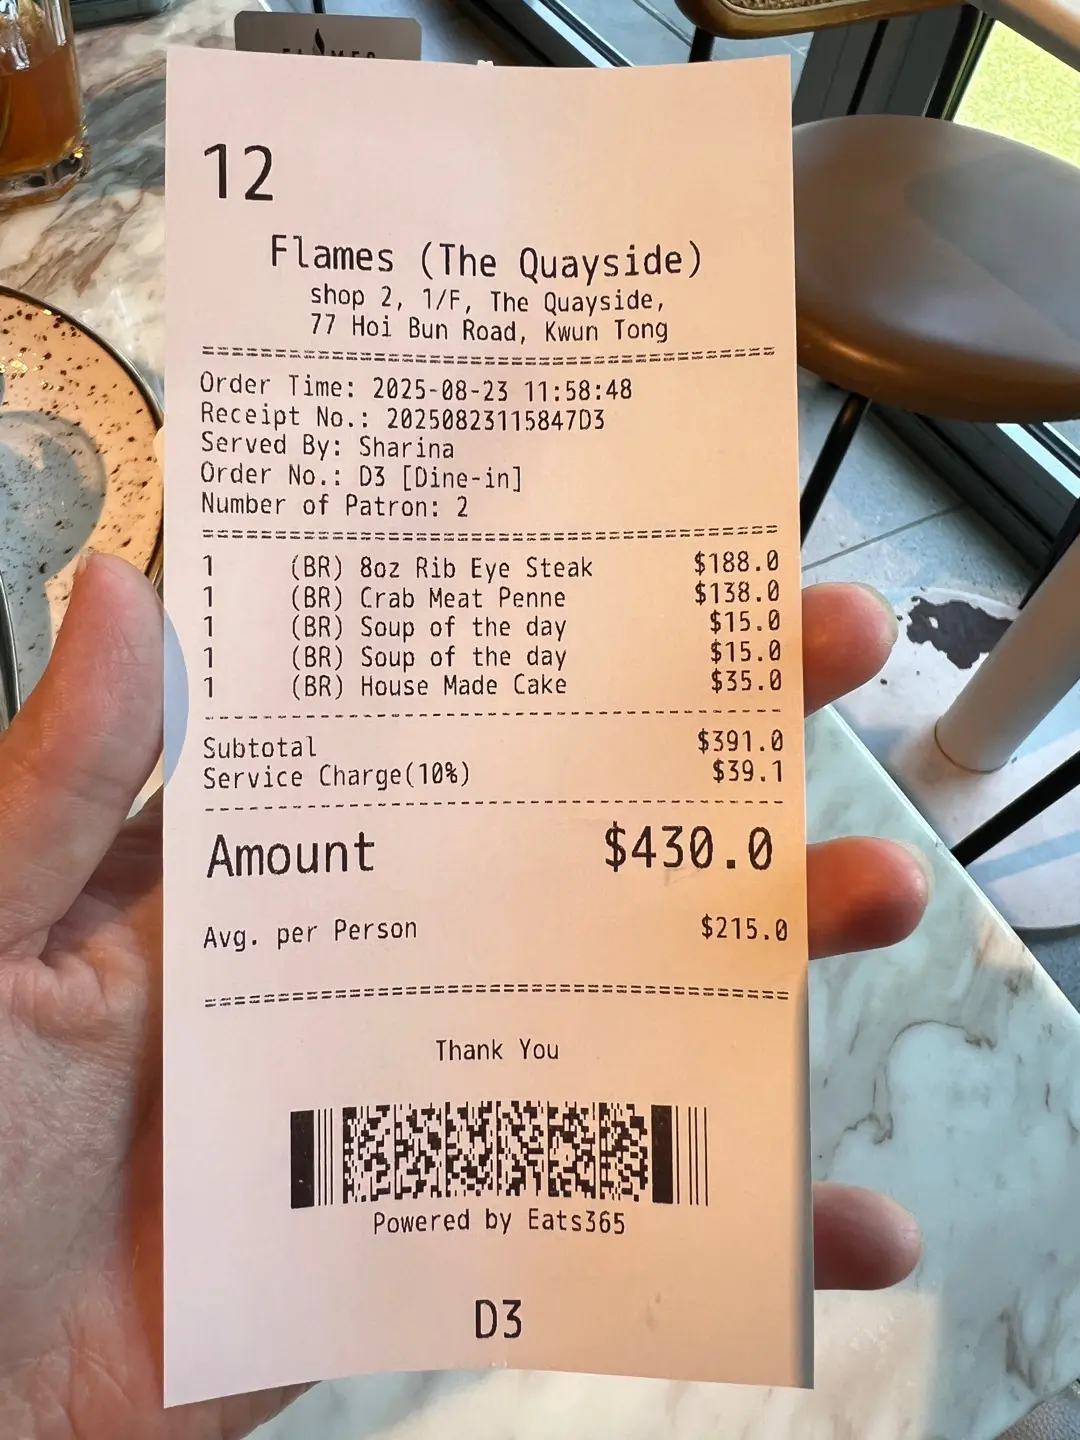 FLAMES
12
Flames (The Quayside)
shop 2, 1/F, The Quayside,
77 Hoi Bun Road, Kwun Tong
Order Time: 2025-08-23 11:58:48
Receipt No.: 20250823115847D3
Served By: Sharina
Order No.: D3 [Dine-in]
Number of Patron: 2
1 (BR) 8oz Rib Eye Steak $188.0
1 (BR) Crab Meat Penne $138.0
1 (BR) Soup of the day $15.0
1 (BR) Soup of the day $15.0
1 (BR) House Made Cake $35.0
Subtotal $391.0
Service Charge(10%) $39.1
Amount $430.0
Avg. per Person $215.0
Thank You
Powered by Eats365
D3